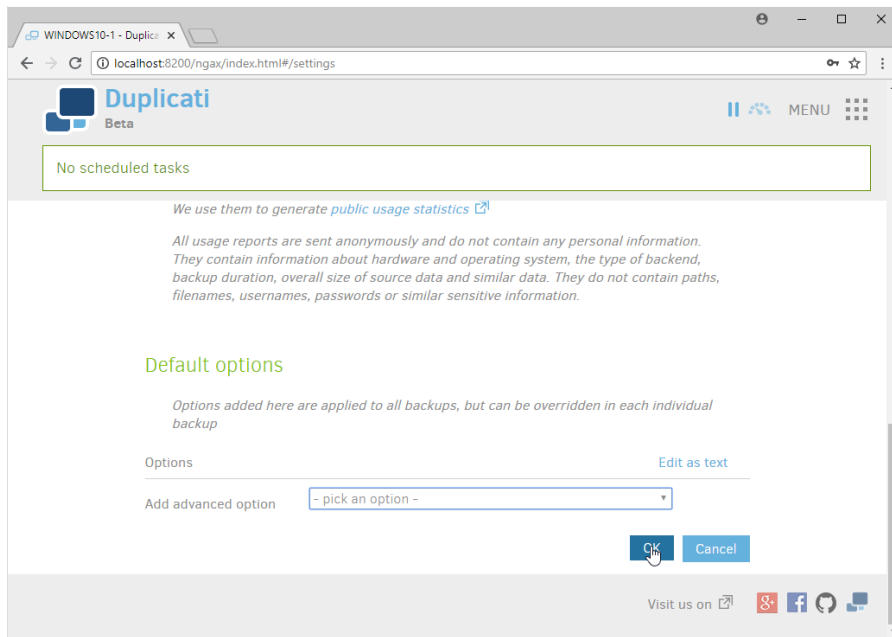 WINDOWS10-1 - Duplica
localhost:8200/ngax/index.html#/settings
Duplicati
Beta
MENU
No scheduled tasks
We use them to generate public usage statistics
All usage reports are sent anonymously and do not contain any personal information.
They contain information about hardware and operating system, the type of backend,
backup duration, overall size of source data and similar data. They do not contain paths,
filenames, usernames, passwords or similar sensitive information.
Default options
Options added here are applied to all backups, but can be overridden in each individual
backup
Options
Edit as text
Add advanced option
- pick an option -
OK
Cancel
Visit us on